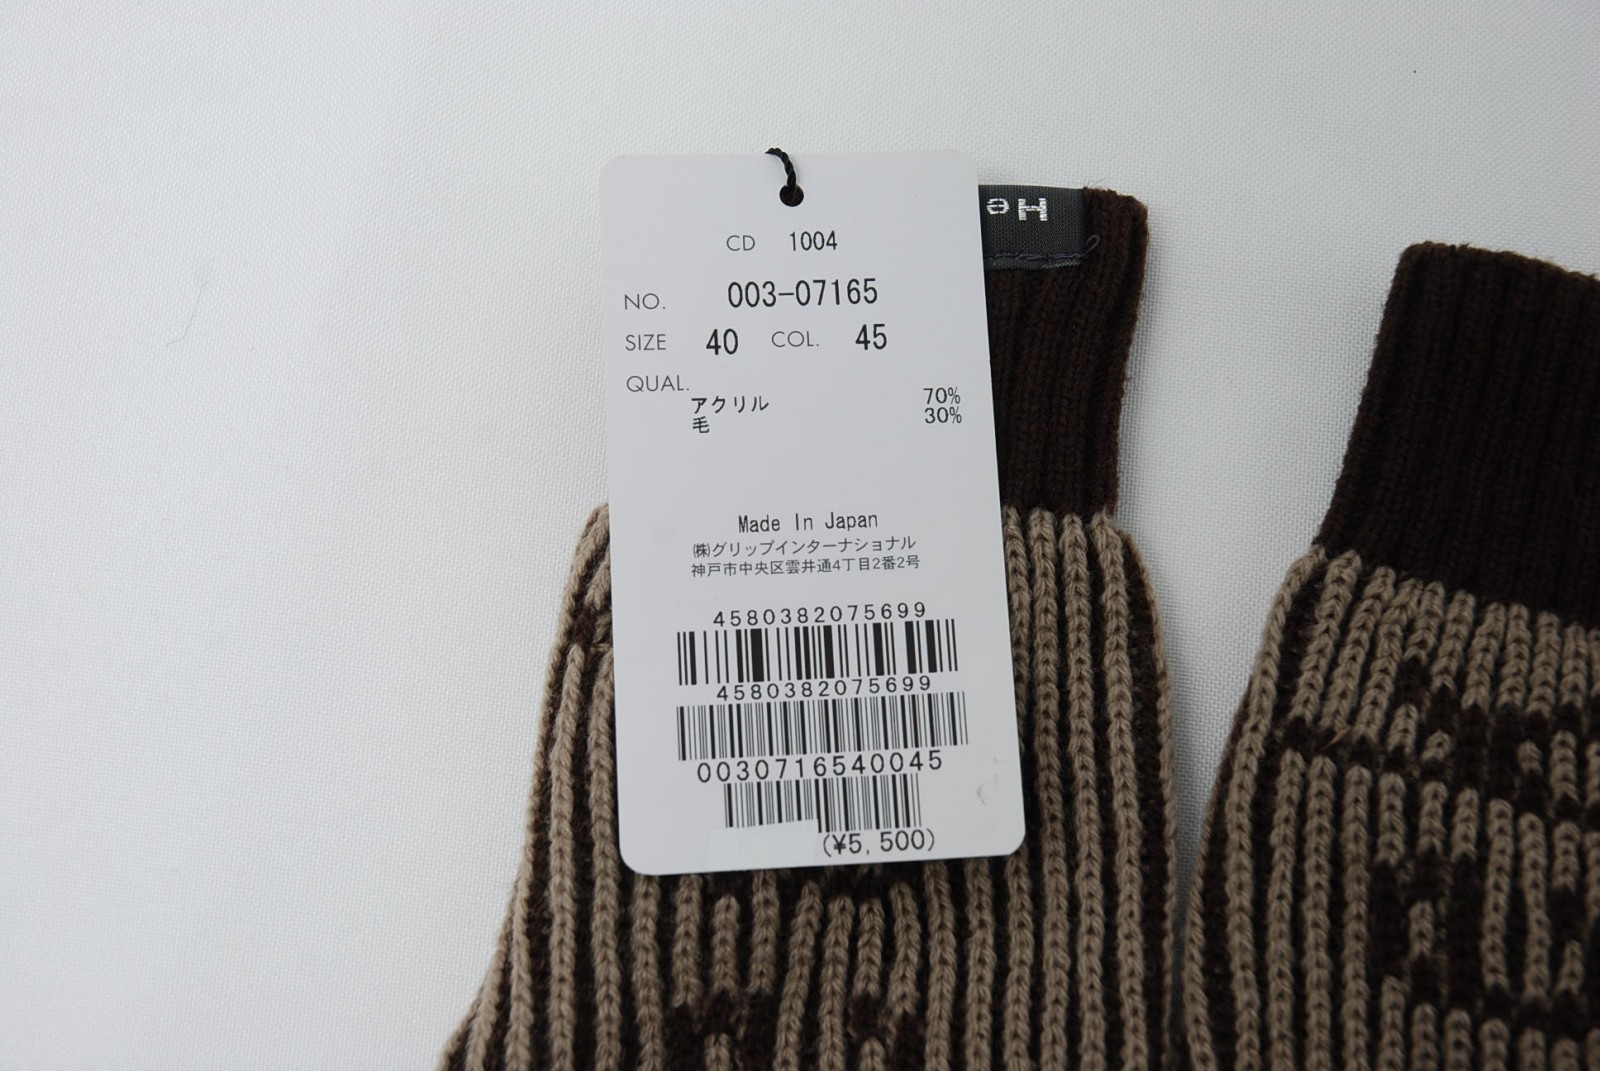 CD 1004
NO. 003-07165
SIZE 40 COL. 45
QUAL.
アクリル 70%
毛 30%
Made In Japan
㈱グリップインターナショナル
神戸市中央区雲井通4丁目2番2号
4580382075699
4580382075699
0030716540045
(¥5,500)
He